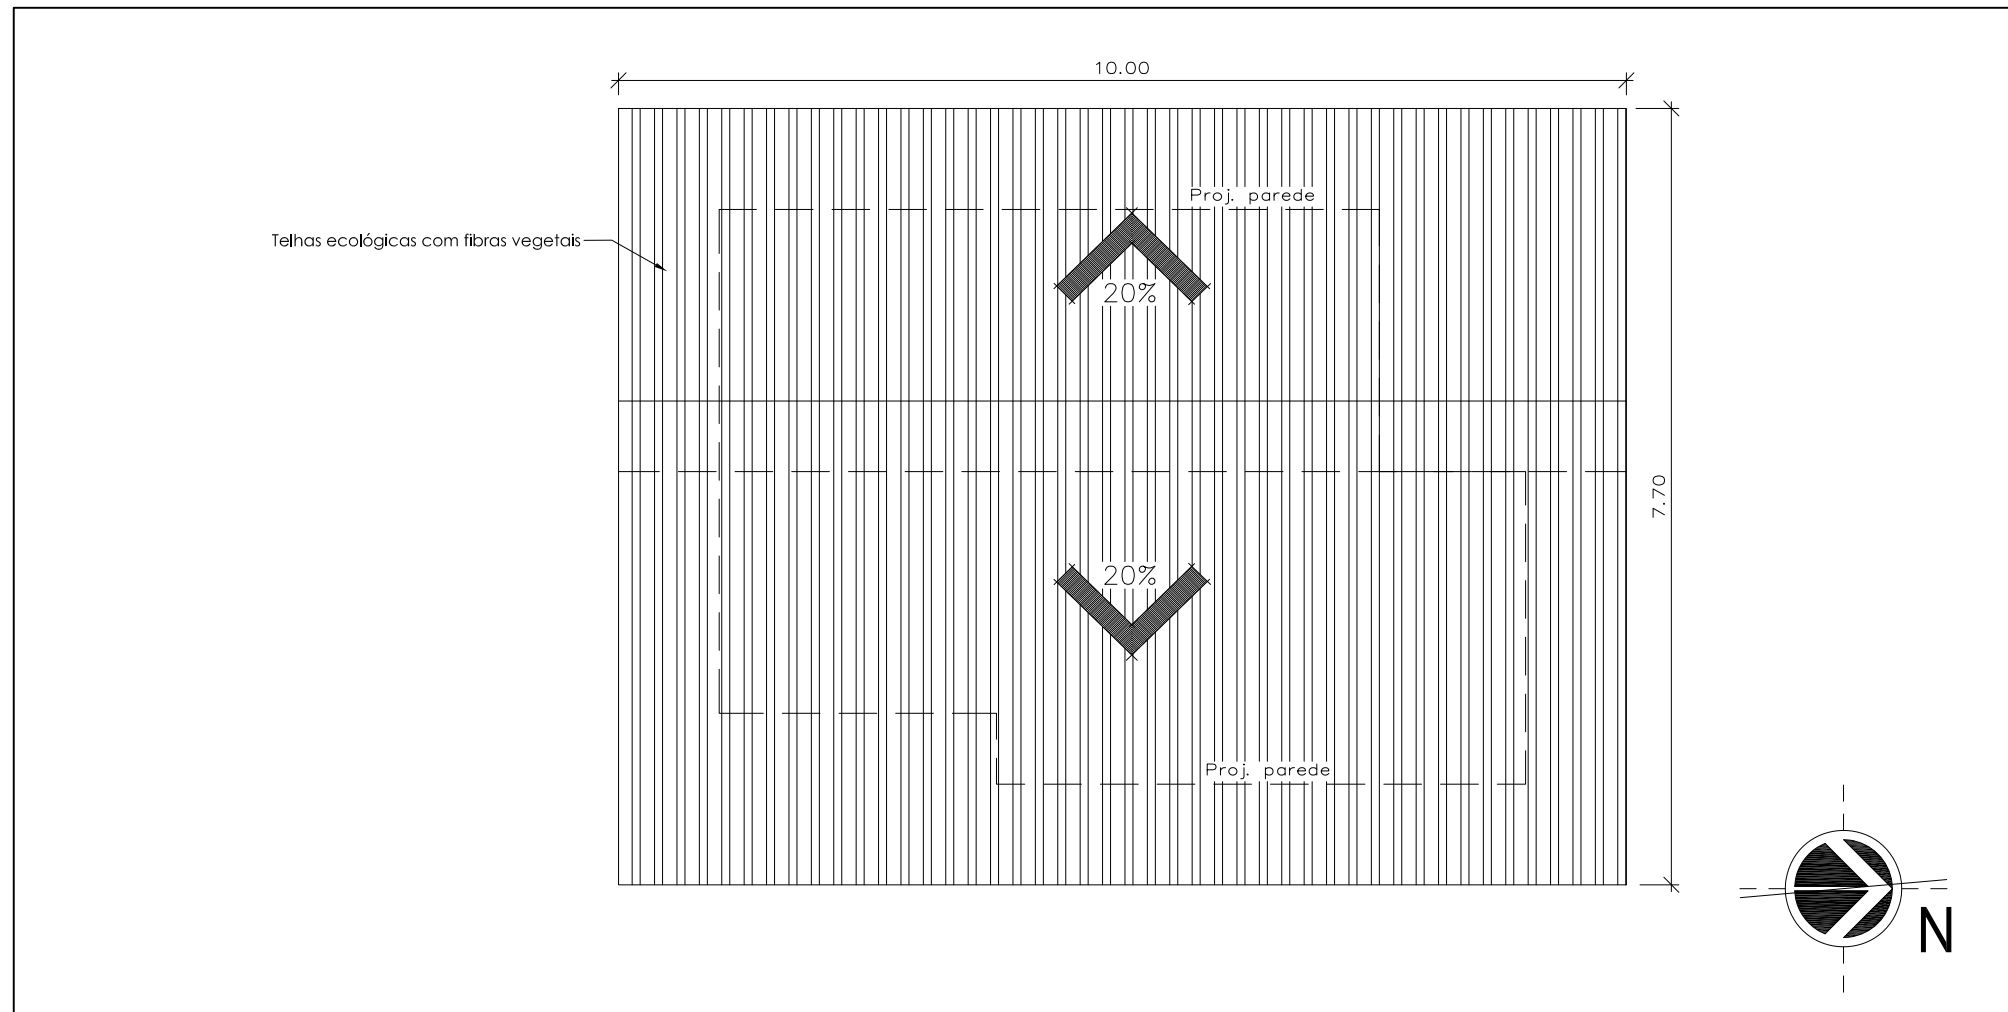 10.00
Proj. parede
Telhas ecológicas com fibras vegetais
20%
7.70
20%
Proj. parede
N